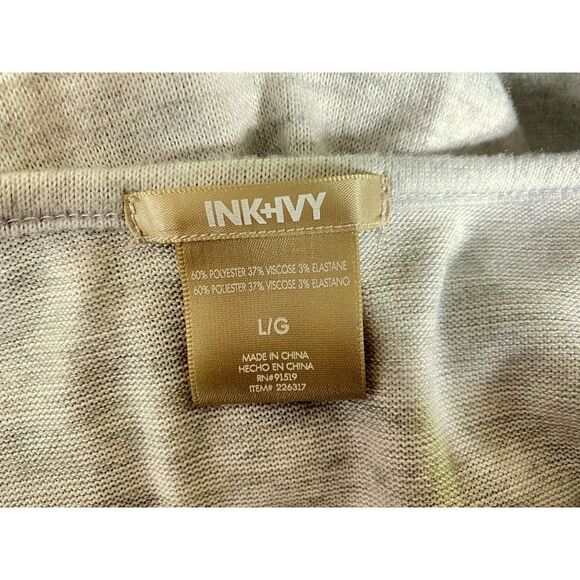 INK+IVY
60% POLYESTER 37% VISCOSE 3% ELASTANE
60% POLYESTER 37% VISCOSE 3% ELASTANO
L/G
MADE IN CHINA
HECHO EN CHINA
RN#91519
ITEM# 226317